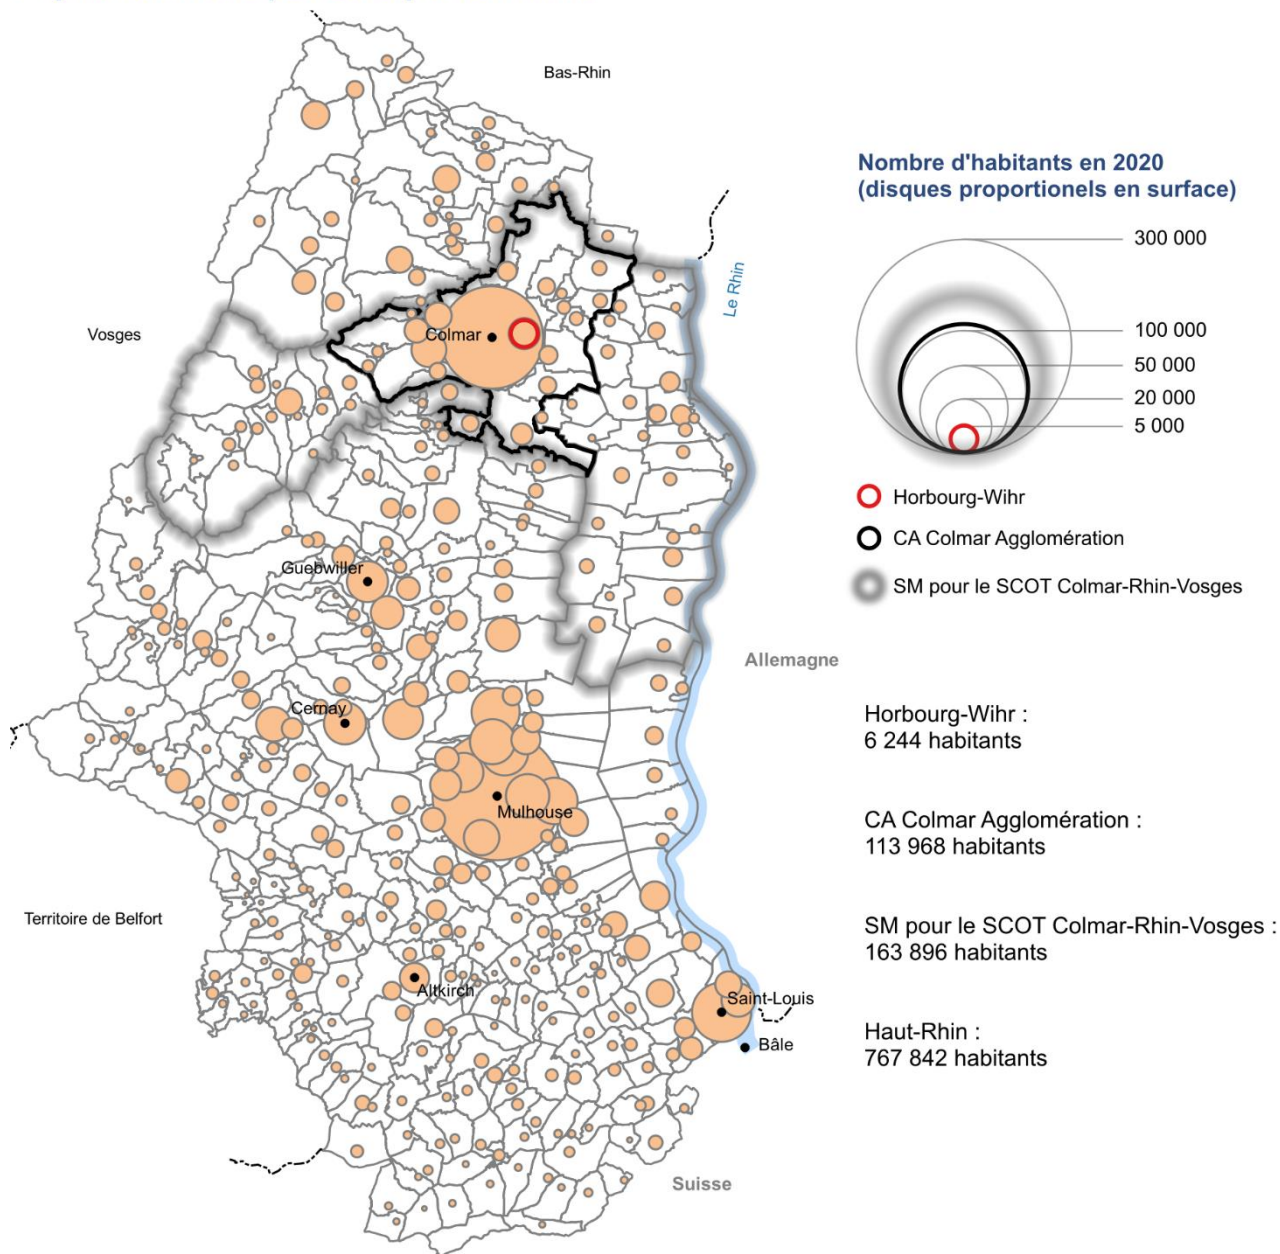 Bas-Rhin
Nombre d'habitants en 2020
(disques proportionels en surface)
300 000
100 000
50 000
20 000
5 000
Le Rhin
Vosges
Colmar
Horbourg-Wihr
CA Colmar Agglomération
SM pour le SCOT Colmar-Rhin-Vosges
Guebwiller
Allemagne
Cernay
Mulhouse
Horbourg-Wihr :
6 244 habitants
CA Colmar Agglomération :
113 968 habitants
SM pour le SCOT Colmar-Rhin-Vosges :
163 896 habitants
Haut-Rhin :
767 842 habitants
Territoire de Belfort
Altkirch
Saint-Louis
Bâle
Suisse